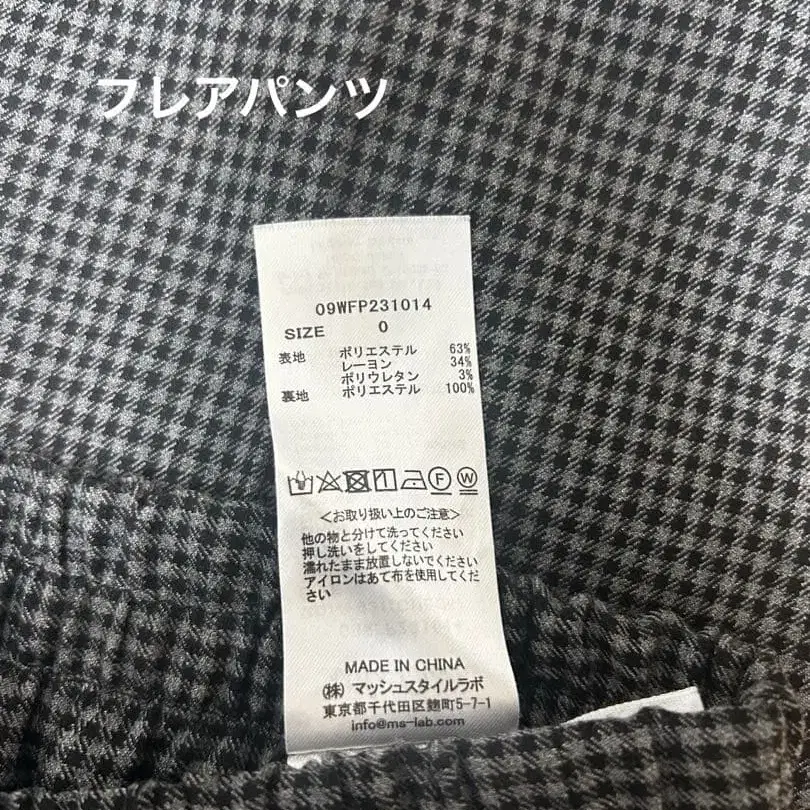 フレアパンツ
09WFP231014
SIZE 0
表地 ポリエステル 63%
レーヨン 34%
ポリウレタン 3%
裏地 ポリエステル 100%
F W
<お取り扱い上のご注意>
他の物と分けて洗ってください
押し洗いをしてください
濡れたまま放置しないでください
アイロンはあて布を使用してくだ
さい
MADE IN CHINA
(株) マッシュスタイルラボ
東京都千代田区麹町5-7-1
info@ms-lab.com